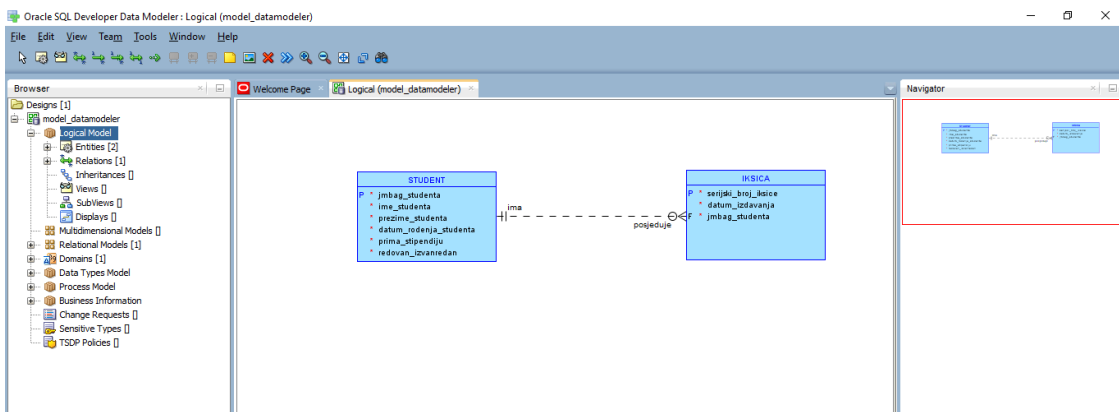 Oracle SQL Developer Data Modeler : Logical (model_datamodeler)
File Edit View Team Tools Window Help
Browser
Designs [1]
model_datamodeler
Logical Model
Entities [2]
Relations [1]
Inheritances []
Views []
SubViews []
Displays []
Multidimensional Models []
Relational Models [1]
Domains [1]
Data Types Model
Process Model
Business Information
Change Requests []
Sensitive Types []
TSDP Policies []
Welcome Page
Logical (model_datamodeler)
STUDENT
P * jmbag_studenta
* ime_studenta
* prezime_studenta
* datum_rodenja_studenta
* prima_stipendiju
* redovan_izvanredan
ima
posjeduje
IKSICA
P * serijski_broj_iksice
* datum_izdavanja
F * jmbag_studenta
Navigator